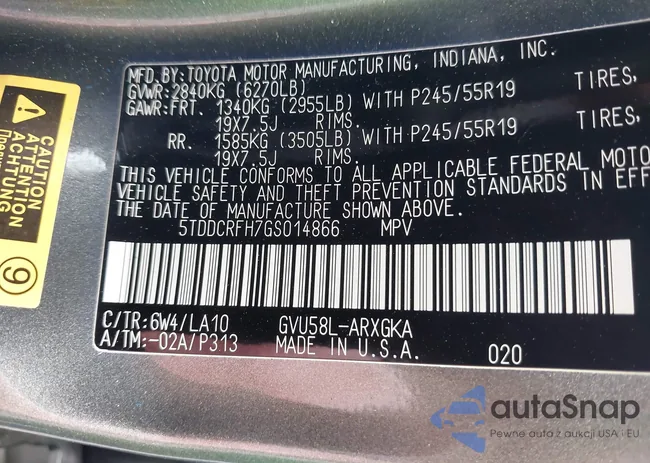 MFD.BY:TOYOTA MOTOR MANUFACTURING, INDIANA, INC.
GVWR:2840KG (6270LB)
GAWR:FRT. 1340KG (2955LB) WITH P245/55R19 TIRES,
19X7.5J RIMS.
RR. 1585KG (3505LB) WITH P245/55R19 TIRES,
19X7.5J RIMS.
THIS VEHICLE CONFORMS TO ALL APPLICABLE FEDERAL MOTO
VEHICLE SAFETY AND THEFT PREVENTION STANDARDS IN EFF
THE DATE OF MANUFACTURE SHOWN ABOVE.
5TDDCRFH7GS014866 MPV
C/TR:6W4/LA10 GVU58L-ARXGKA
A/TM:-02A/P313 MADE IN U.S.A. 020
CAUTION
ATTENTION
ACHTUNG
9
autaSnap
Pewne auta z aukcji USA i EU